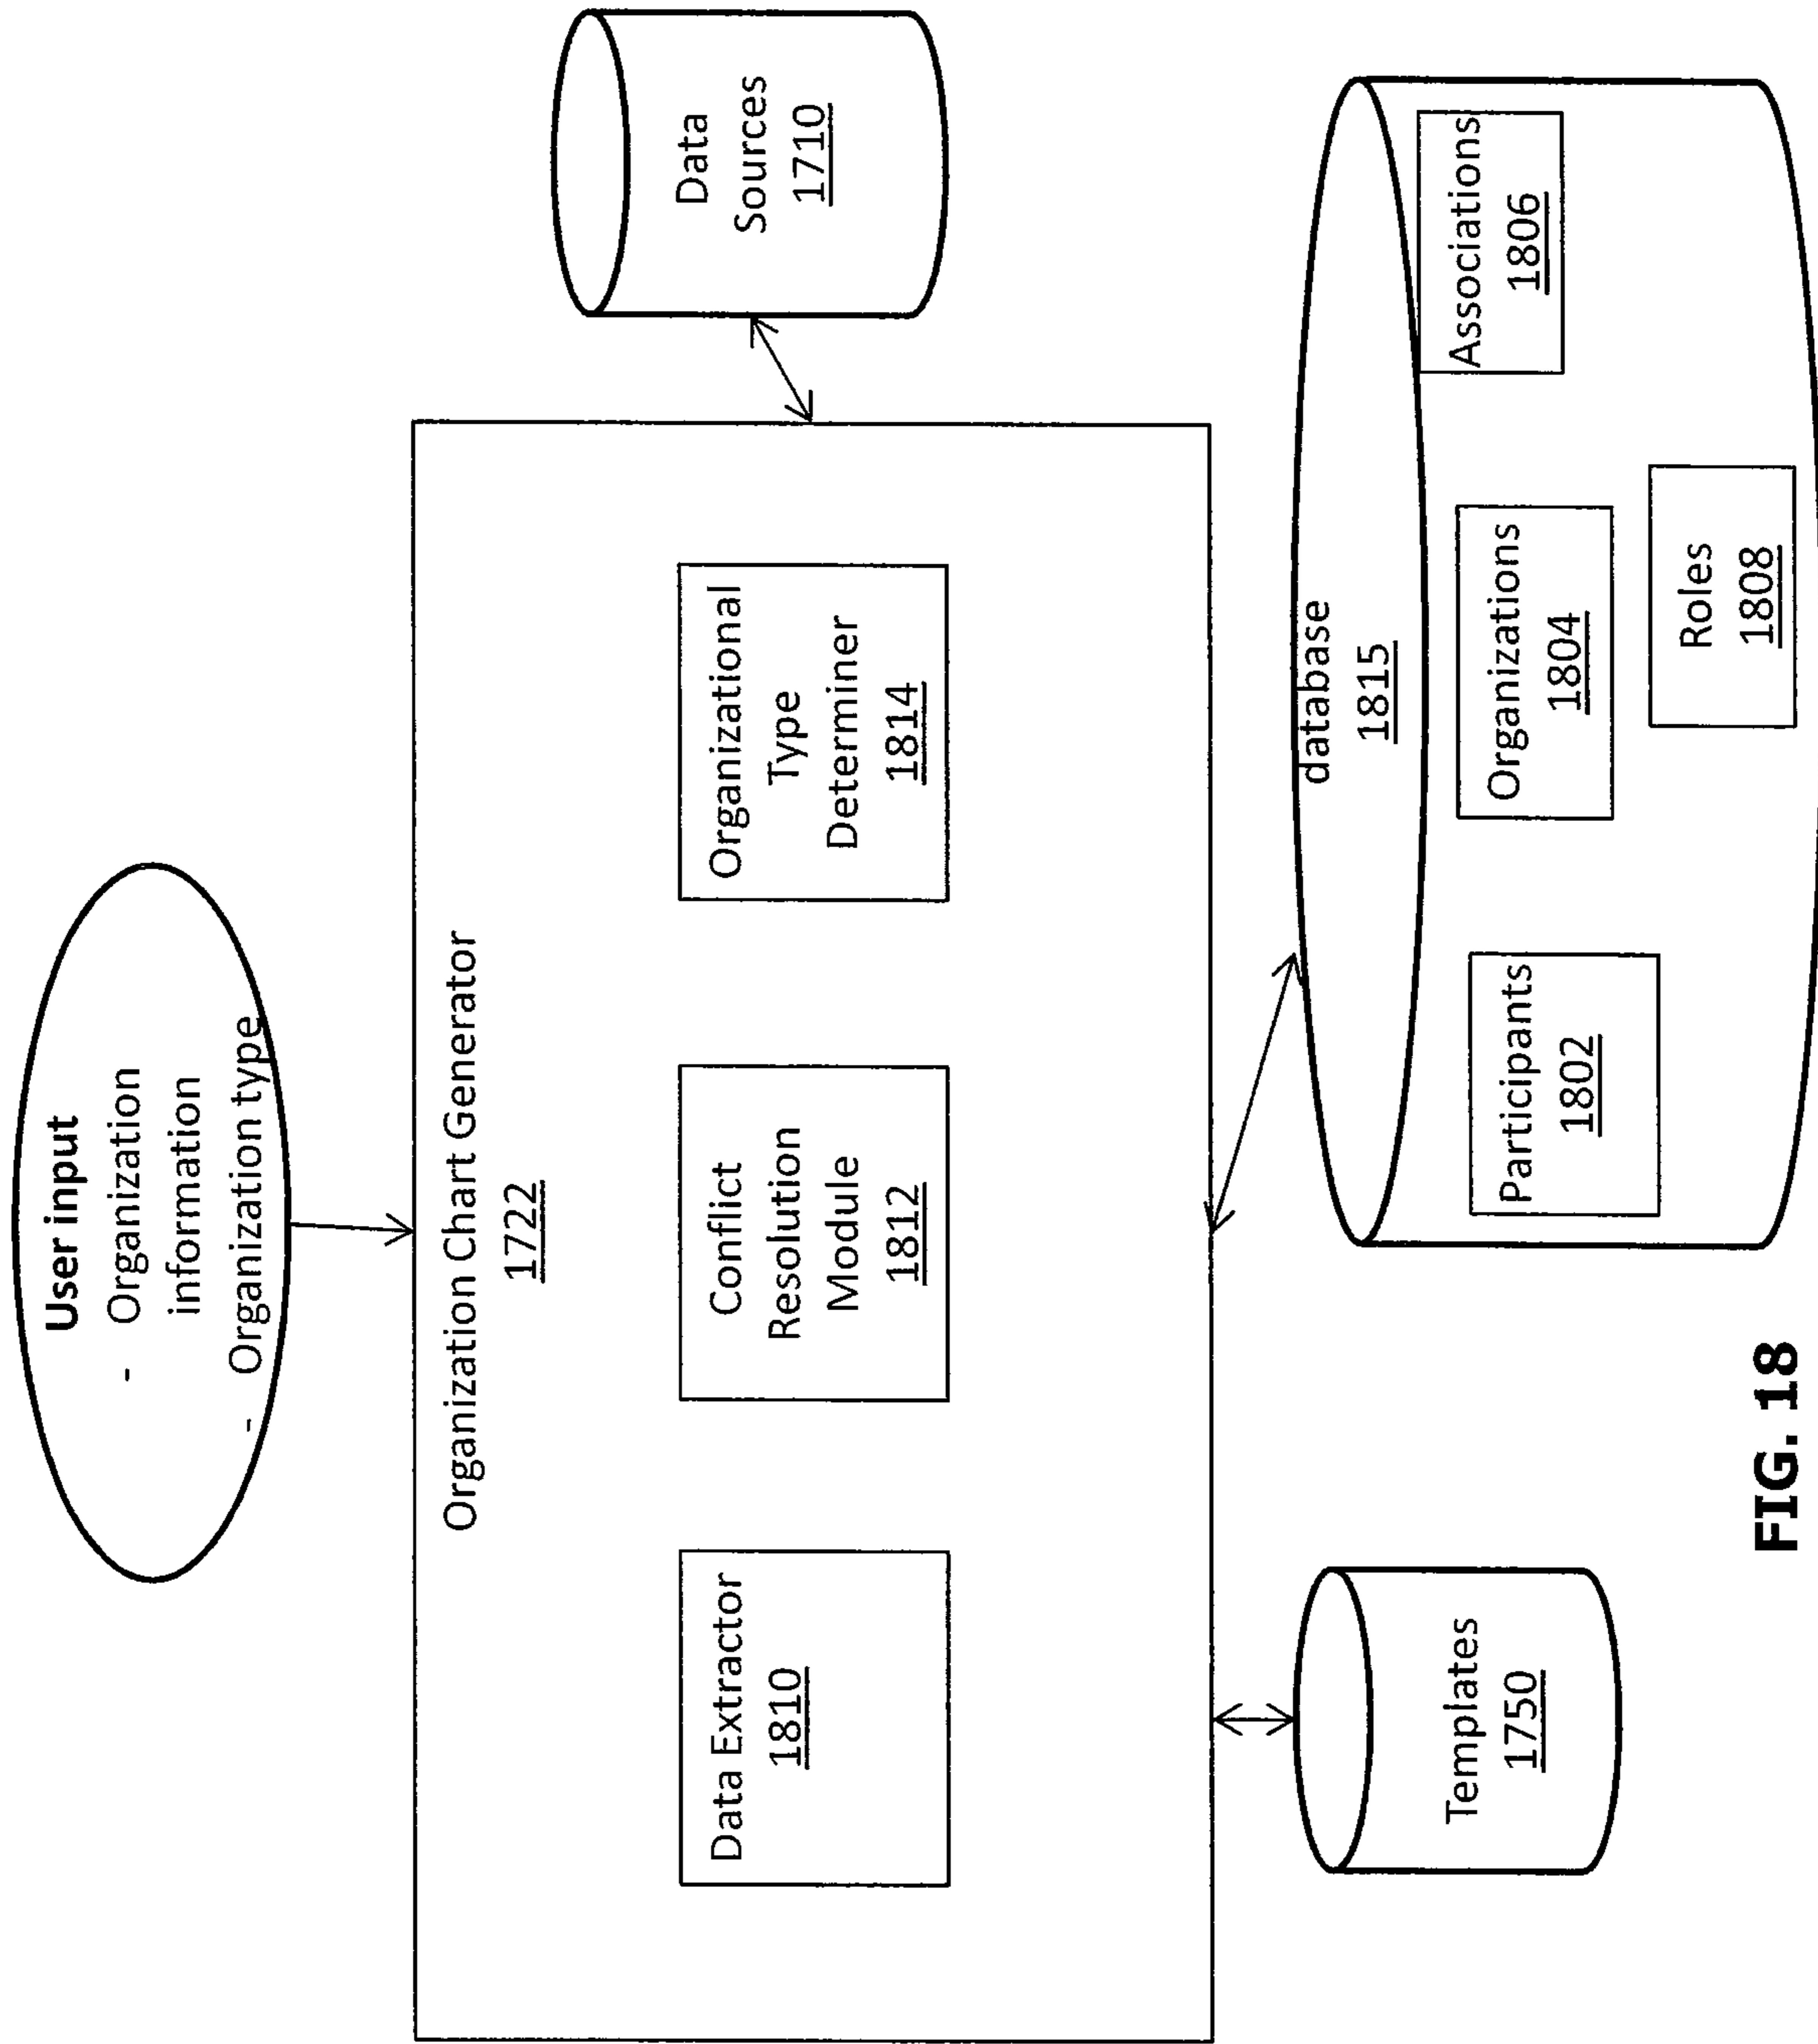 User input
- Organization
information
- Organization type
Organization Chart Generator
1722
Data Extractor
1810
Conflict
Resolution
Module
1812
Organizational
Type
Determiner
1814
Data
Sources
1710
Templates
1750
database
1815
Participants
1802
Organizations
1804
Associations
1806
Roles
1808
FIG. 18